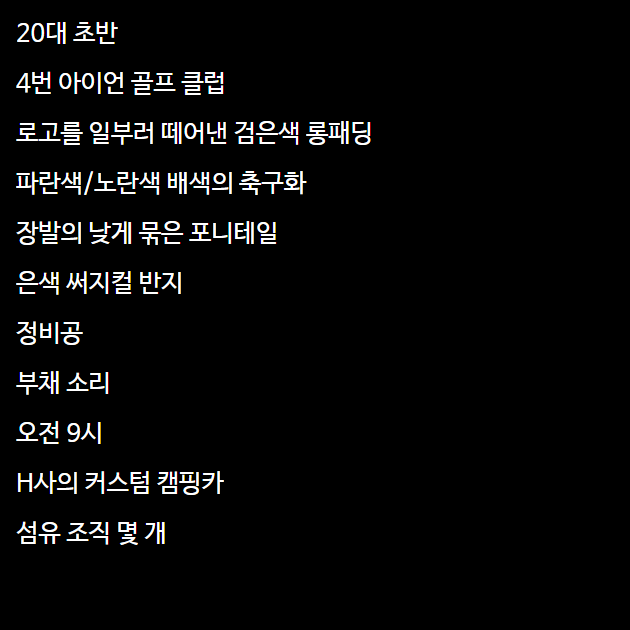 20대 초반
4번 아이언 골프 클럽
로고를 일부러 떼어낸 검은색 롱패딩
파란색/노란색 배색의 축구화
장발의 낮게 묶은 포니테일
은색 써지컬 반지
정비공
부채 소리
오전 9시
H사의 커스텀 캠핑카
섬유 조직 몇 개